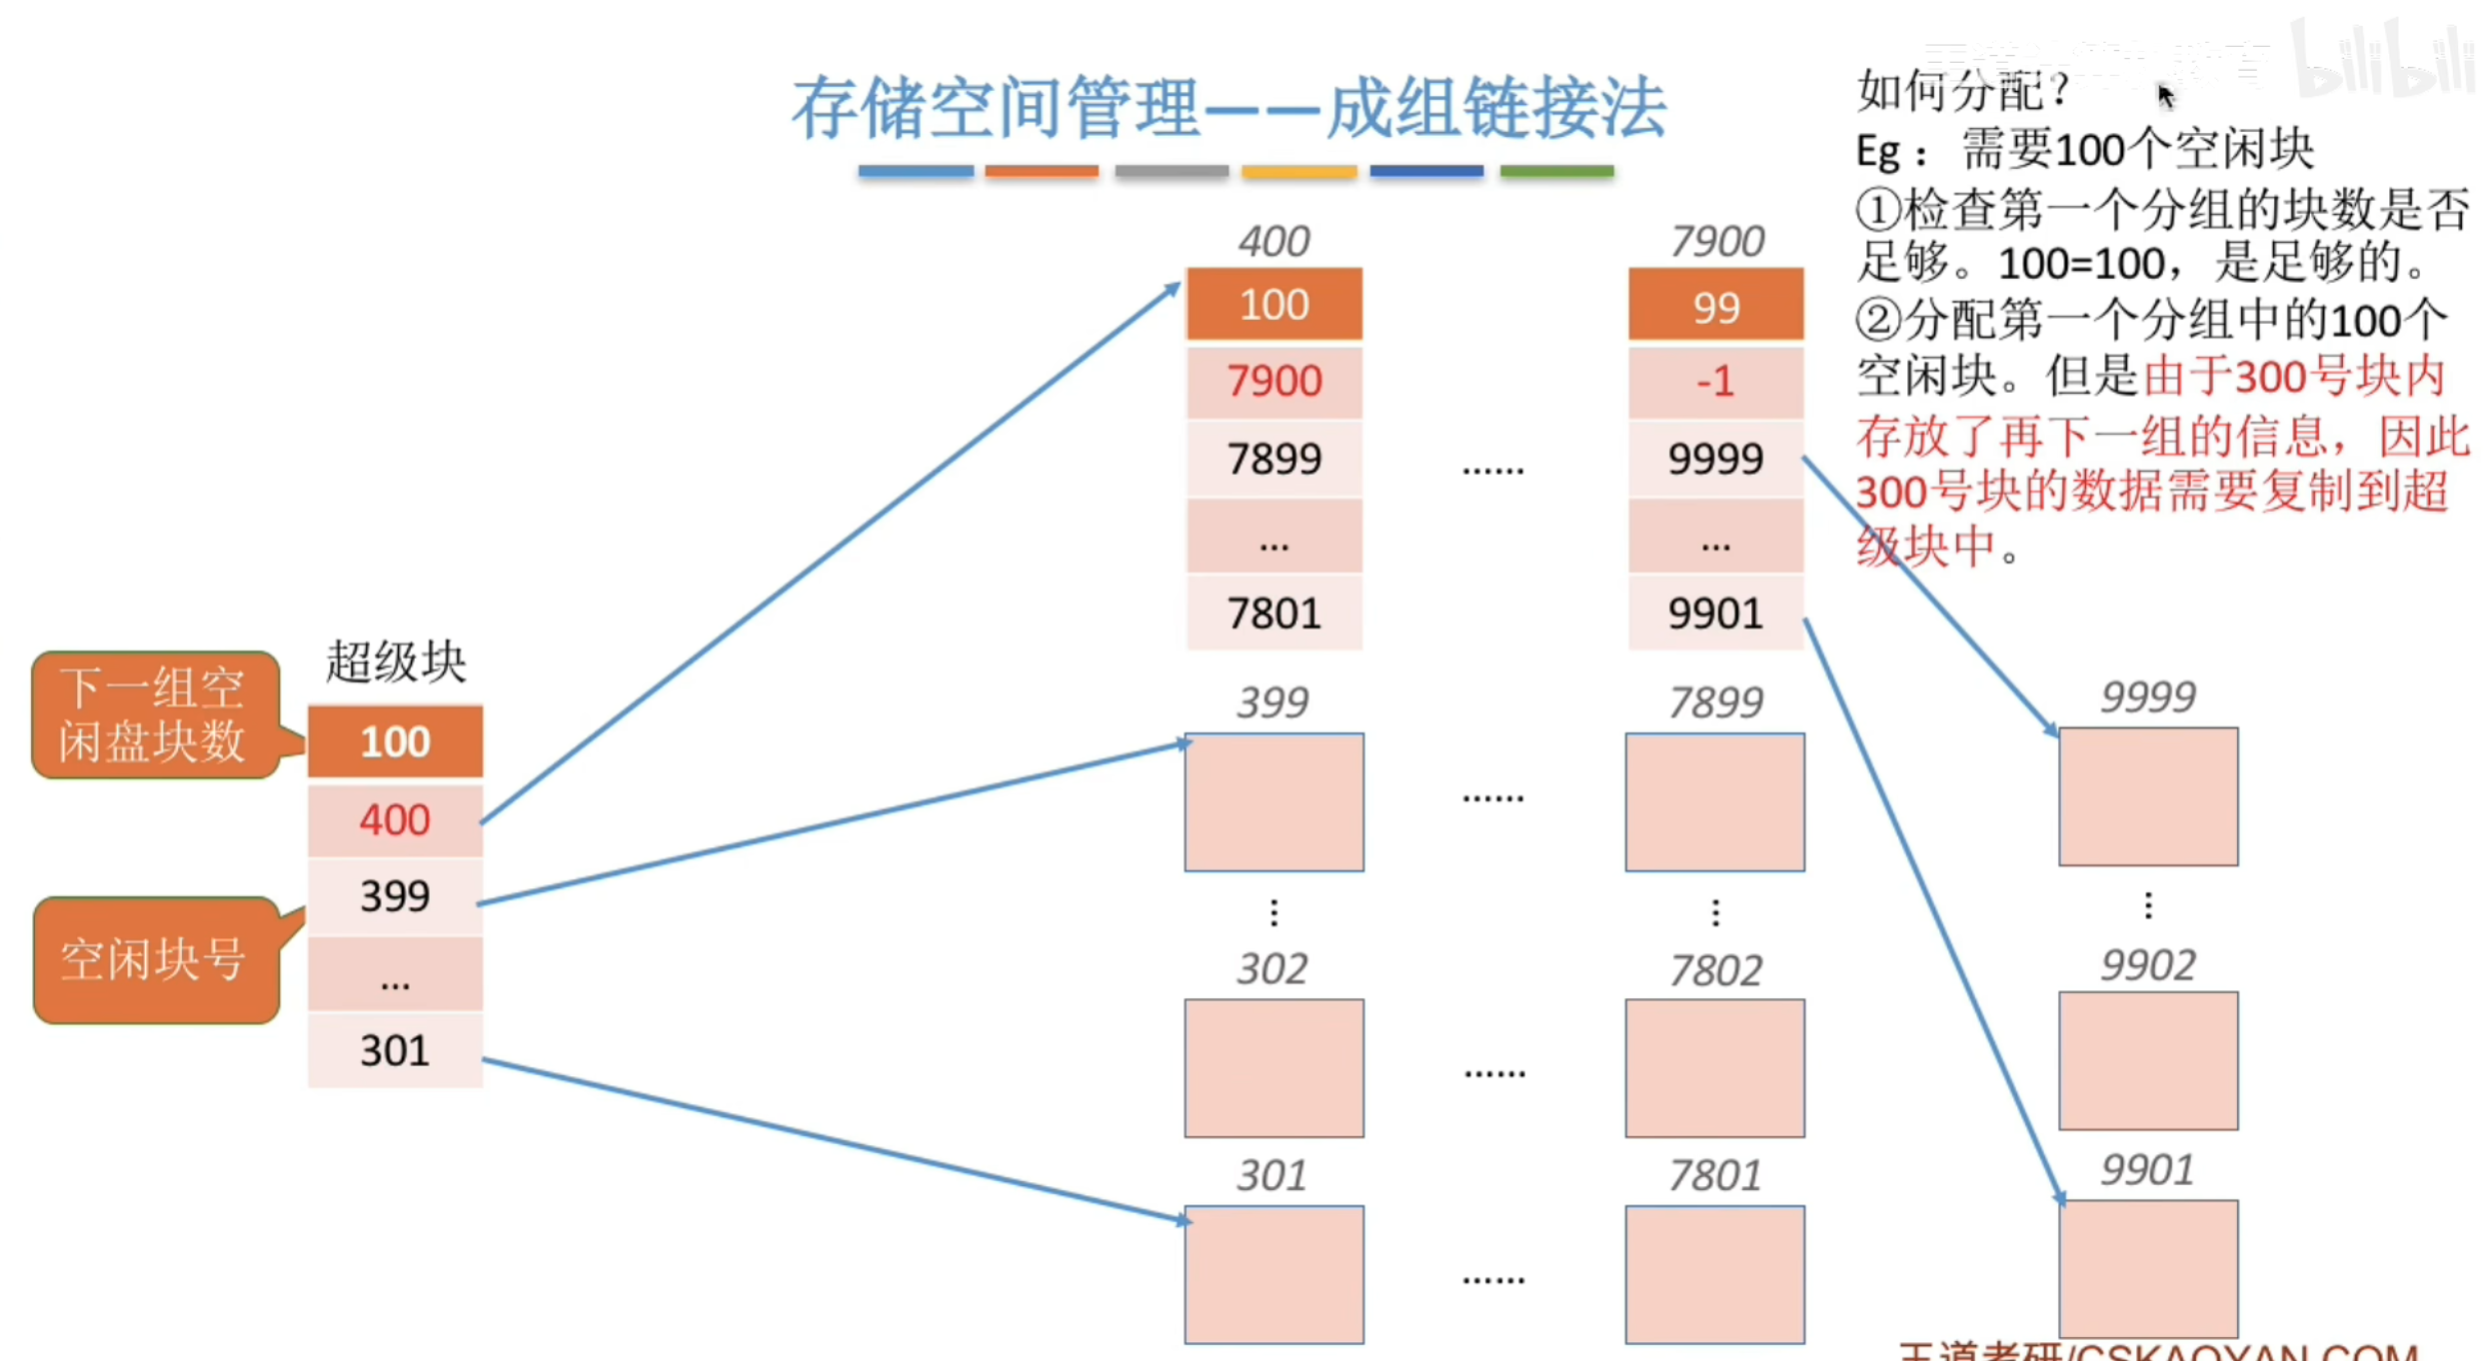 存储空间管理——成组链接法
如何分配?
Eg：需要100个空闲块
①检查第一个分组的块数是否
足够。100=100，是足够的。
②分配第一个分组中的100个
空闲块。但是由于300号块内
存放了再下一组的信息，因此
300号块的数据需要复制到超
级块中。
下一组空
闲盘块数
空闲块号
超级块
100
400
399
...
301
400
100
7900
7899
...
7801
399
⋮
302
301
......
......
......
......
7900
99
-1
9999
...
9901
7899
⋮
7802
7801
9999
⋮
9902
9901
王道考研/CSKAOYAN.COM
bilibili